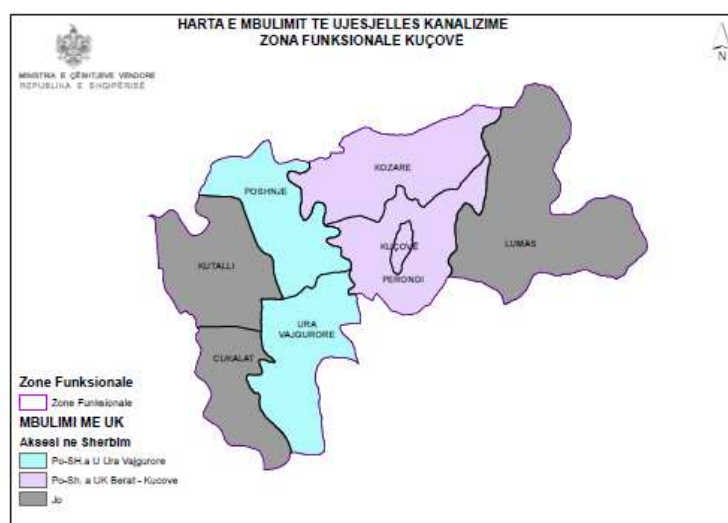 HARTA E MBULIMIT TE UJESJELLES KANALIZIME
ZONA FUNKSIONALE KUÇOVË
MINISTRA E ÇËSHTJEVE VENDORE
REPUBLIKA E SHQIPËRISË
N
KOZARE
POSHNJE
LUMAS
KUÇOVË
KUTALLI
PERONDI
URA
VAJGURORE
CUKALAT
Zone Funksionale
Zone Funksionale
MBULIMI ME UK
Aksesi ne Sherbim
Po-SH.a U Ura Vajgurore
Po-Sh. a UK Berat - Kucove
Jo